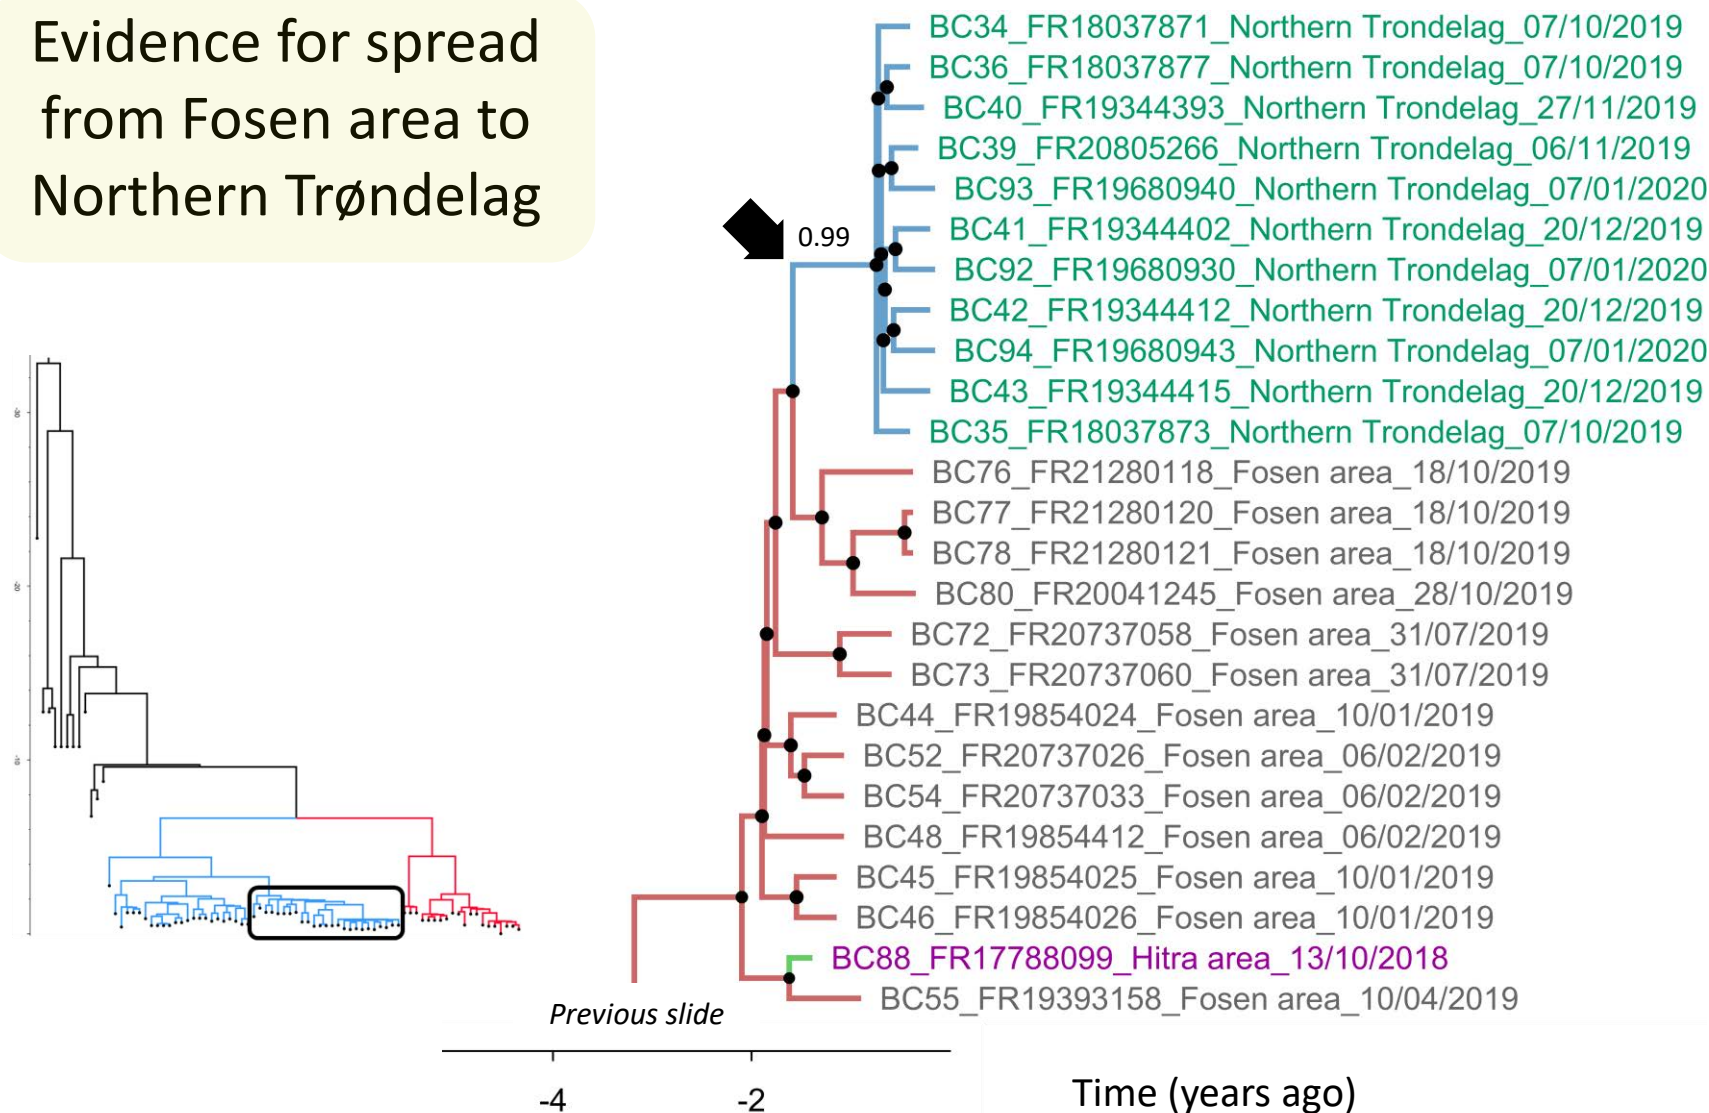 Evidence for spread
from Fosen area to
Northern Trøndelag
BC34_FR18037871_Northern Trondelag_07/10/2019
BC36_FR18037877_Northern Trondelag_07/10/2019
BC40_FR19344393_Northern Trondelag_27/11/2019
BC39_FR20805266_Northern Trondelag_06/11/2019
BC93_FR19680940_Northern Trondelag_07/01/2020
0.99
BC41_FR19344402_Northern Trondelag_20/12/2019
BC92_FR19680930_Northern Trondelag_07/01/2020
BC42_FR19344412_Northern Trondelag_20/12/2019
BC94_FR19680943_Northern Trondelag_07/01/2020
BC43_FR19344415_Northern Trondelag_20/12/2019
BC35_FR18037873_Northern Trondelag_07/10/2019
BC76_FR21280118_Fosen area_18/10/2019
BC77_FR21280120_Fosen area_18/10/2019
BC78_FR21280121_Fosen area_18/10/2019
BC80_FR20041245_Fosen area_28/10/2019
BC72_FR20737058_Fosen area_31/07/2019
BC73_FR20737060_Fosen area_31/07/2019
BC44_FR19854024_Fosen area_10/01/2019
BC52_FR20737026_Fosen area_06/02/2019
BC54_FR20737033_Fosen area_06/02/2019
BC48_FR19854412_Fosen area_06/02/2019
BC45_FR19854025_Fosen area_10/01/2019
BC46_FR19854026_Fosen area_10/01/2019
BC88_FR17788099_Hitra area_13/10/2018
BC55_FR19393158_Fosen area_10/04/2019
Previous slide
-4
-2
Time (years ago)